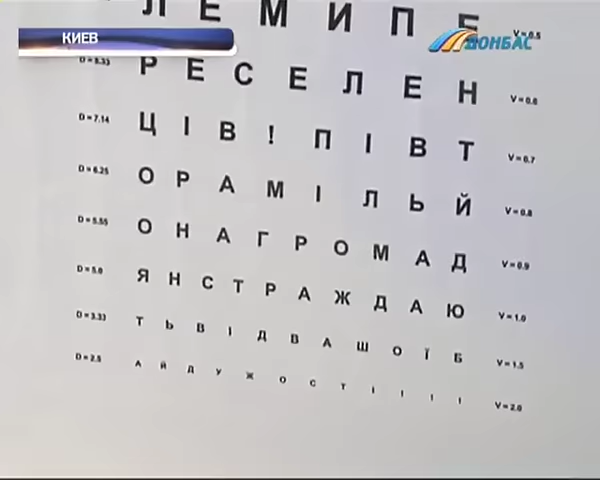 КИЕВ
ДОНБАС
Л Е М И П Е V = 0.5
D = 8.33 Р Е С Е Л Е Н V = 0.6
D = 7.14 Ц І В ! П І В Т V = 0.7
D = 6.25 О Р А М І Л Ь Й V = 0.8
D = 5.55 О Н А Г Р О М А Д V = 0.9
D = 5.0 Я Н С Т Р А Ж Д А Ю V = 1.0
D = 3.33 Т Ь В І Д В А Ш О Ї Б V = 1.5
D = 2.5 А Й Д У Ж О С Т І ! ! ! V = 2.0